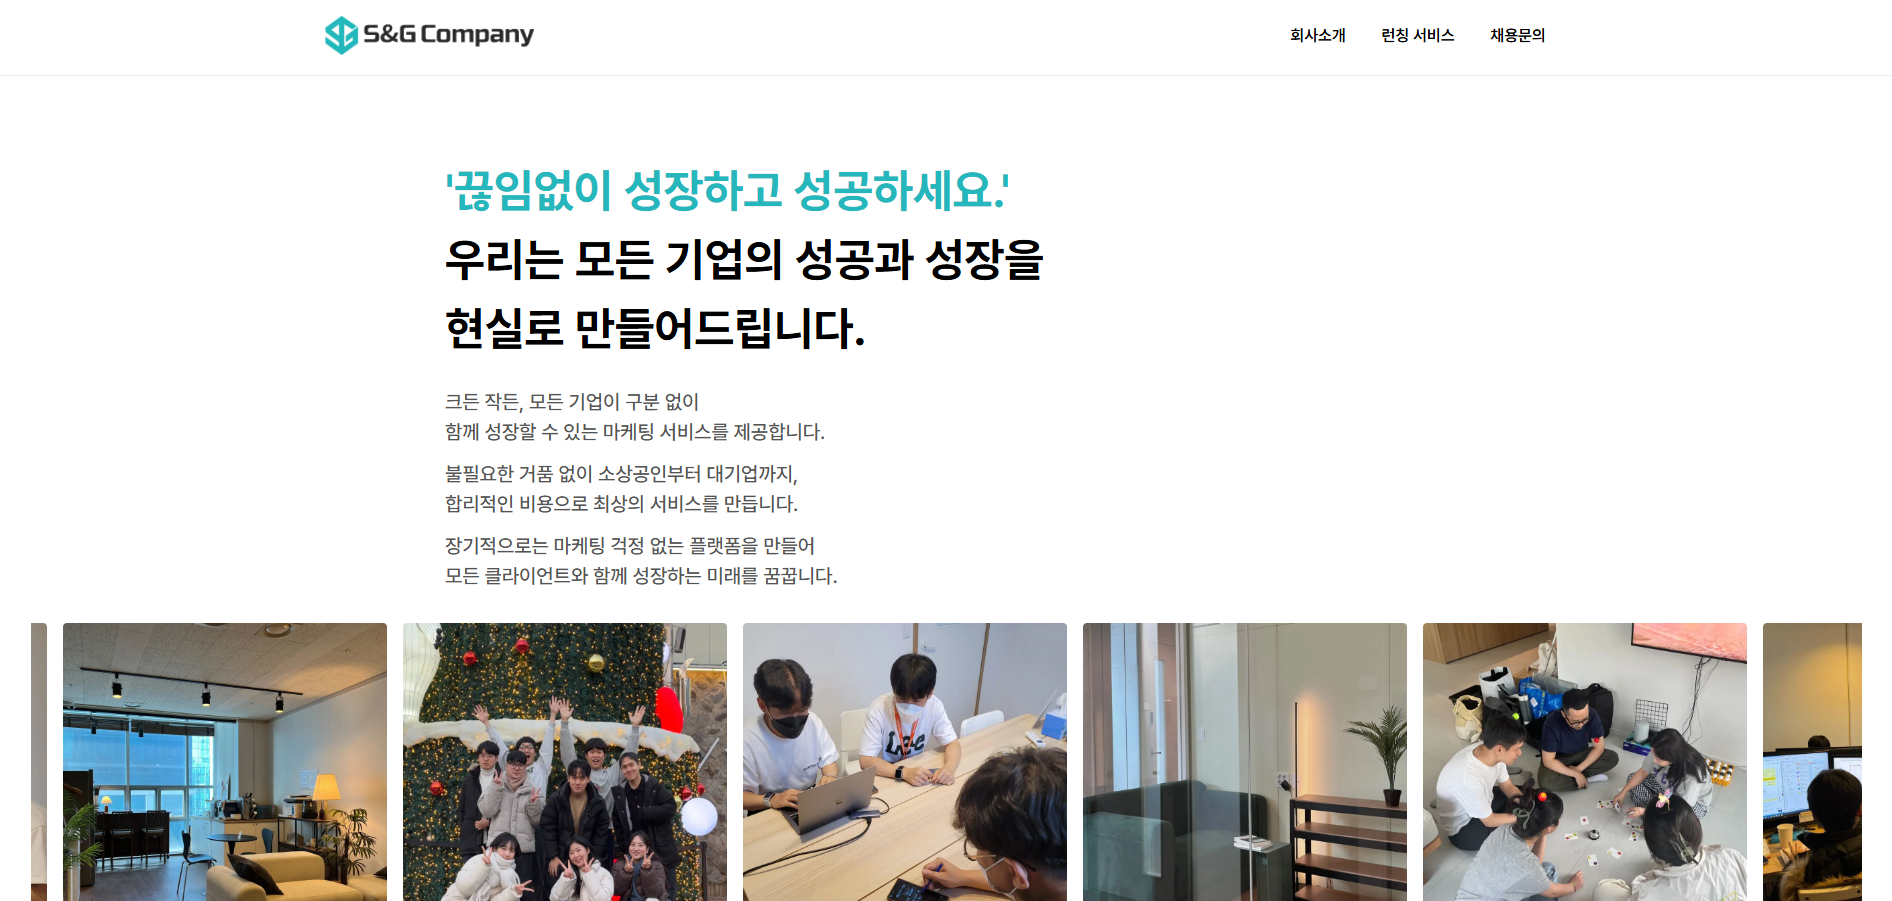 S&G Company
회사소개
런칭 서비스
채용문의
'끊임없이 성장하고 성공하세요.'
우리는 모든 기업의 성공과 성장을
현실로 만들어드립니다.
크든 작든, 모든 기업이 구분 없이
함께 성장할 수 있는 마케팅 서비스를 제공합니다.
불필요한 거품 없이 소상공인부터 대기업까지,
합리적인 비용으로 최상의 서비스를 만듭니다.
장기적으로는 마케팅 걱정 없는 플랫폼을 만들어
모든 클라이언트와 함께 성장하는 미래를 꿈꿉니다.
Lee